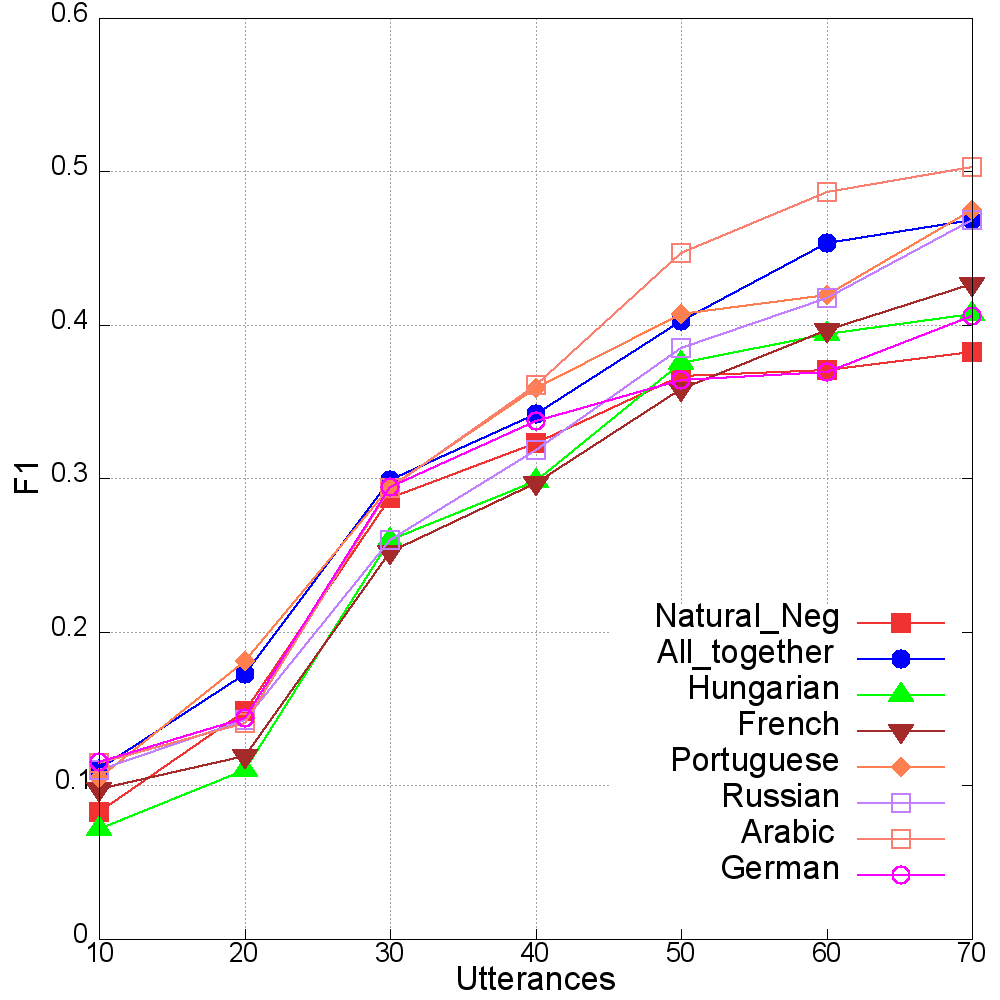 0.6
0.5
0.4
0.3
0.2
0.1
0
F1
10 20 30 40 50 60 70
Utterances
Natural_Neg
All_together
Hungarian
French
Portuguese
Russian
Arabic
German